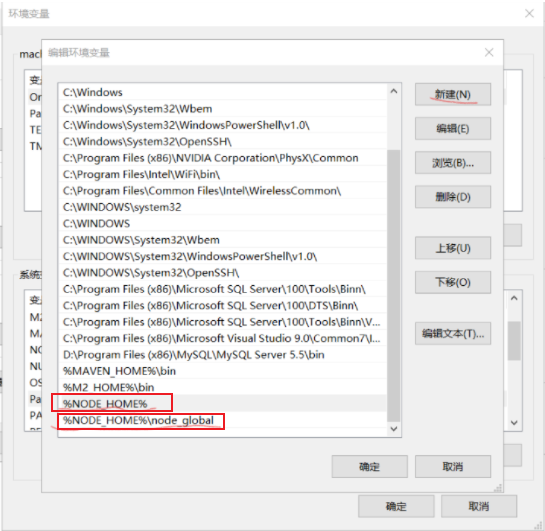 环境变量
编辑环境变量
C:\Windows
C:\Windows\System32\Wbem
C:\Windows\System32\WindowsPowerShell\v1.0\
C:\Windows\System32\OpenSSH\
C:\Program Files (x86)\NVIDIA Corporation\PhysX\Common
C:\Program Files\Intel\WiFi\bin\
C:\Program Files\Common Files\Intel\WirelessCommon\
C:\WINDOWS\system32
C:\WINDOWS
C:\WINDOWS\System32\Wbem
C:\WINDOWS\System32\WindowsPowerShell\v1.0\
C:\WINDOWS\System32\OpenSSH\
C:\Program Files (x86)\Microsoft SQL Server\100\Tools\Binn\
C:\Program Files (x86)\Microsoft SQL Server\100\DTS\Binn\
C:\Program Files (x86)\Microsoft SQL Server\100\Tools\Binn\V...
C:\Program Files (x86)\Microsoft Visual Studio 9.0\Common7\I...
D:\Program Files (x86)\MySQL\MySQL Server 5.5\bin
%MAVEN_HOME%\bin
%M2_HOME%\bin
%NODE_HOME%
%NODE_HOME%\node_global
新建(N)
编辑(E)
浏览(B)...
删除(D)
上移(U)
下移(O)
编辑文本(T)...
确定
取消
mac
变
Or
Pa
TE
TM
系统
变
M2
MA
NU
OS
Pa
PA
确定
取消